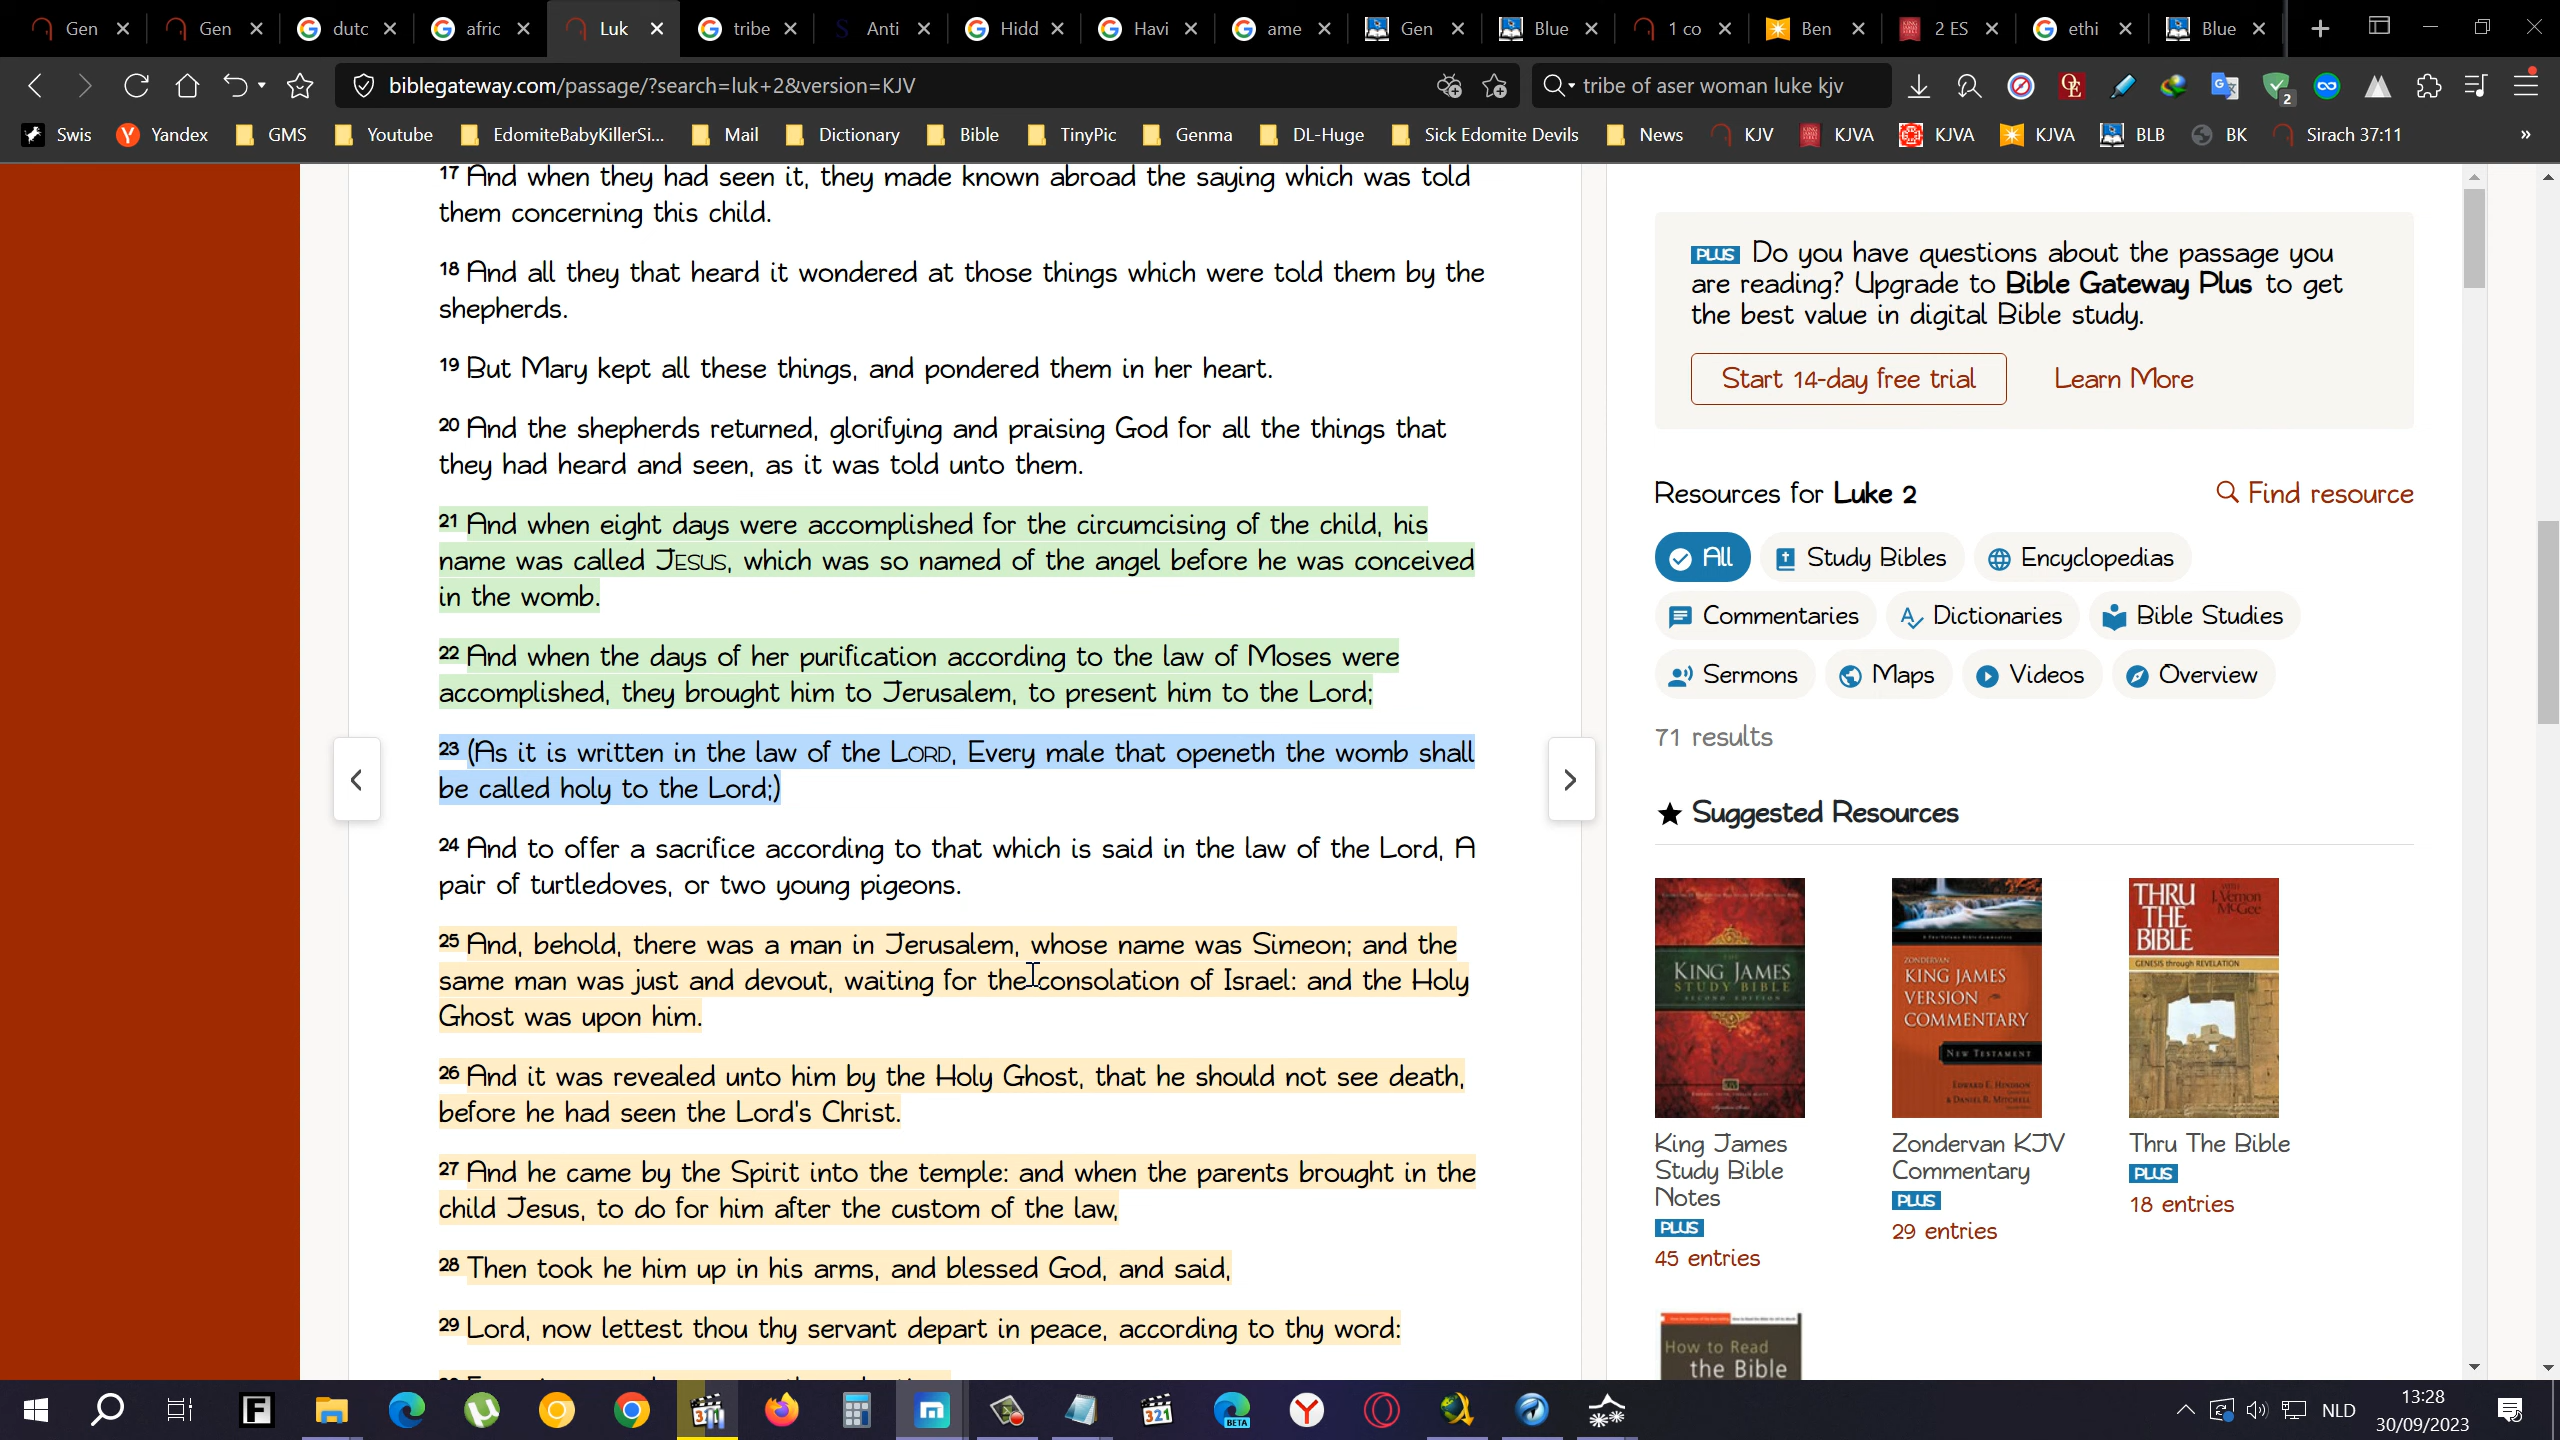 Gen
Gen
dutc
afric
Luk
tribe
Anti
Hidd
Havi
ame
Gen
Blue
1 co
Ben
2 ES
ethi
Blue
biblegateway.com/passage/?search=luk+2&version=KJV
tribe of aser woman luke kjv
2
Swis
Yandex
GMS
Youtube
EdomiteBabyKillerSi...
Mail
Dictionary
Bible
TinyPic
Genma
DL-Huge
Sick Edomite Devils
News
KJV
KJVA
KJVA
KJVA
BLB
BK
Sirach 37:11
17 And when they had seen it, they made known abroad the saying which was told
them concerning this child.
18 And all they that heard it wondered at those things which were told them by the
shepherds.
19 But Mary kept all these things, and pondered them in her heart.
20 And the shepherds returned, glorifying and praising God for all the things that
they had heard and seen, as it was told unto them.
21 And when eight days were accomplished for the circumcising of the child, his
name was called JESUS, which was so named of the angel before he was conceived
in the womb.
22 And when the days of her purification according to the law of Moses were
accomplished, they brought him to Jerusalem, to present him to the Lord;
23 (As it is written in the law of the LORD, Every male that openeth the womb shall
be called holy to the Lord;)
24 And to offer a sacrifice according to that which is said in the law of the Lord, A
pair of turtledoves, or two young pigeons.
25 And, behold, there was a man in Jerusalem, whose name was Simeon; and the
same man was just and devout, waiting for the consolation of Israel: and the Holy
Ghost was upon him.
26 And it was revealed unto him by the Holy Ghost, that he should not see death,
before he had seen the Lord's Christ.
27 And he came by the Spirit into the temple: and when the parents brought in the
child Jesus, to do for him after the custom of the law,
28 Then took he him up in his arms, and blessed God, and said,
29 Lord, now lettest thou thy servant depart in peace, according to thy word:
PLUS Do you have questions about the passage you
are reading? Upgrade to Bible Gateway Plus to get
the best value in digital Bible study.
Start 14-day free trial
Learn More
Resources for Luke 2
Find resource
All
Study Bibles
Encyclopedias
Commentaries
Dictionaries
Bible Studies
Sermons
Maps
Videos
Overview
71 results
Suggested Resources
KING JAMES
STUDY BIBLE
SECOND EDITION
ZONDERVAN
KING JAMES
VERSION
COMMENTARY
NEW TESTAMENT
EDWARD E. HINDSON
& DANIEL R. MITCHELL
THRU
THE
BIBLE
J. Vernon
McGee
GENESIS through REVELATION
King James
Study Bible
Notes
PLUS
45 entries
Zondervan KJV
Commentary
PLUS
29 entries
Thru The Bible
PLUS
18 entries
How to Read
the Bible
321
BETA
NLD
13:28
30/09/2023